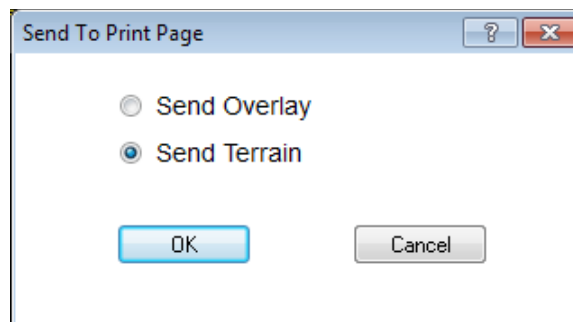 Send To Print Page
?
Send Overlay
Send Terrain
OK
Cancel